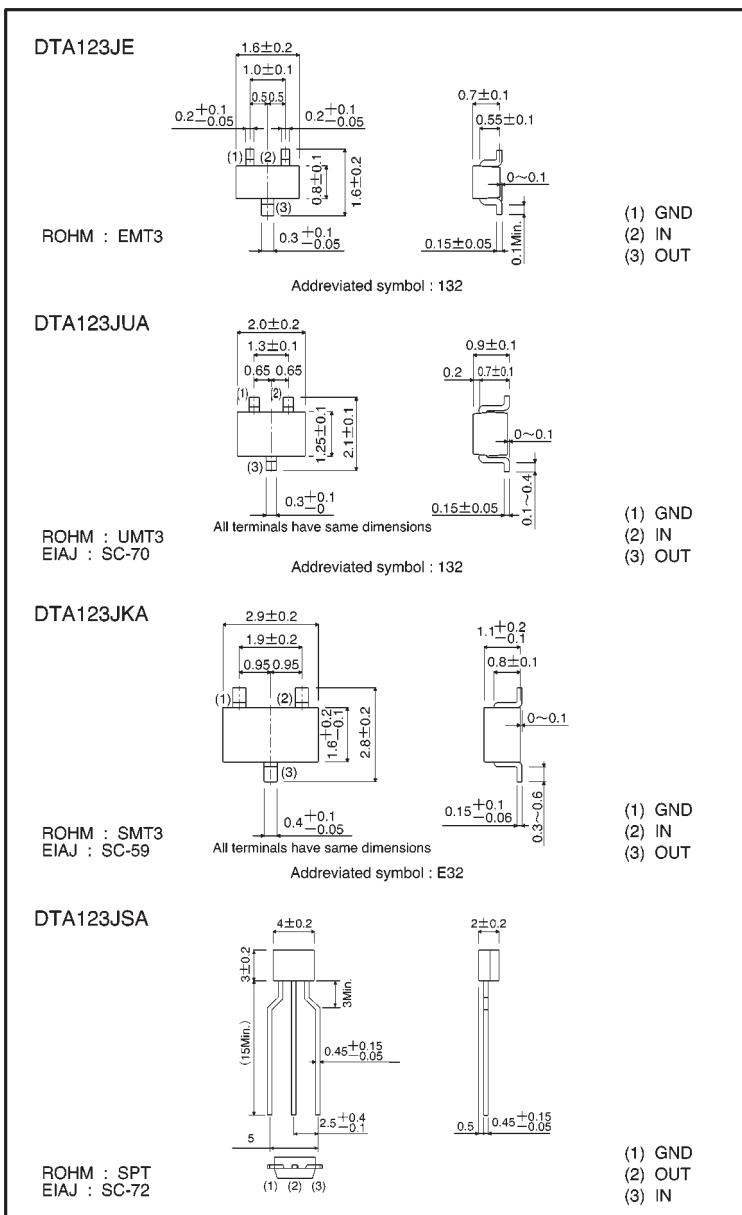 DTA123JE
1.6±0.2
1.0±0.1
0.5 0.5
0.2 +0.1 −0.05
0.2 +0.1 −0.05
(1) (2)
(3)
0.8±0.1
1.6±0.2
0.3 +0.1 −0.05
0.7±0.1
0.55±0.1
0～0.1
0.15±0.05
0.1Min.
ROHM : EMT3
(1) GND
(2) IN
(3) OUT
Addreviated symbol : 132
DTA123JUA
2.0±0.2
1.3±0.1
0.65 0.65
(1) (2)
(3)
1.25±0.1
2.1±0.1
0.3 +0.1 −0
0.9±0.1
0.2 0.7±0.1
0～0.1
0.15±0.05
0.1～0.4
All terminals have same dimensions
ROHM : UMT3
EIAJ : SC-70
(1) GND
(2) IN
(3) OUT
Addreviated symbol : 132
DTA123JKA
2.9±0.2
1.9±0.2
0.95 0.95
(1) (2)
(3)
1.6 +0.2 −0.1
2.8±0.2
0.4 +0.1 −0.05
1.1 +0.2 −0.1
0.8±0.1
0～0.1
0.15 +0.1 −0.06
0.3～0.6
All terminals have same dimensions
ROHM : SMT3
EIAJ : SC-59
(1) GND
(2) IN
(3) OUT
Addreviated symbol : E32
DTA123JSA
4±0.2
3±0.2
3Min.
(15Min.)
0.45 +0.15 −0.05
2.5 +0.4 −0.1
5
(1) (2) (3)
2±0.2
0.5 0.45 +0.15 −0.05
ROHM : SPT
EIAJ : SC-72
(1) GND
(2) OUT
(3) IN